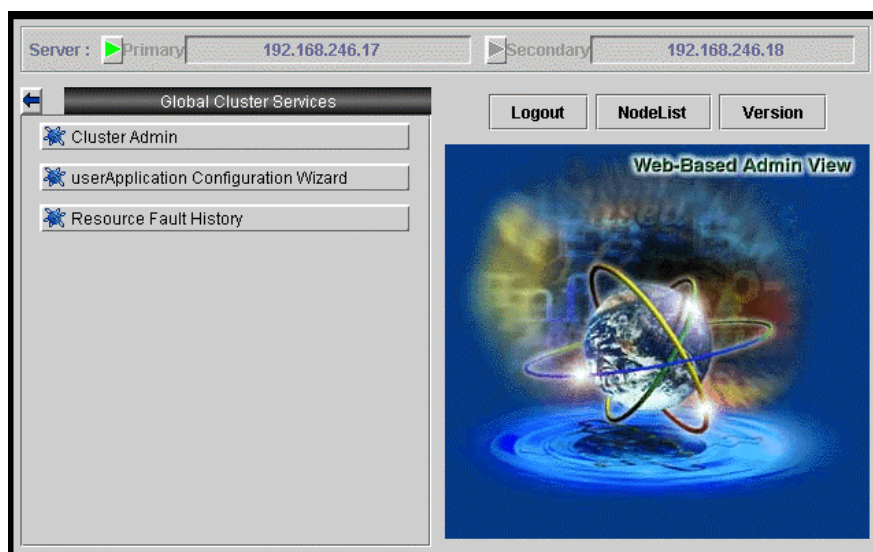 Server : Primary 192.168.246.17 Secondary 192.168.246.18
Global Cluster Services
Logout NodeList Version
Cluster Admin
userApplication Configuration Wizard
Resource Fault History
Web-Based Admin View